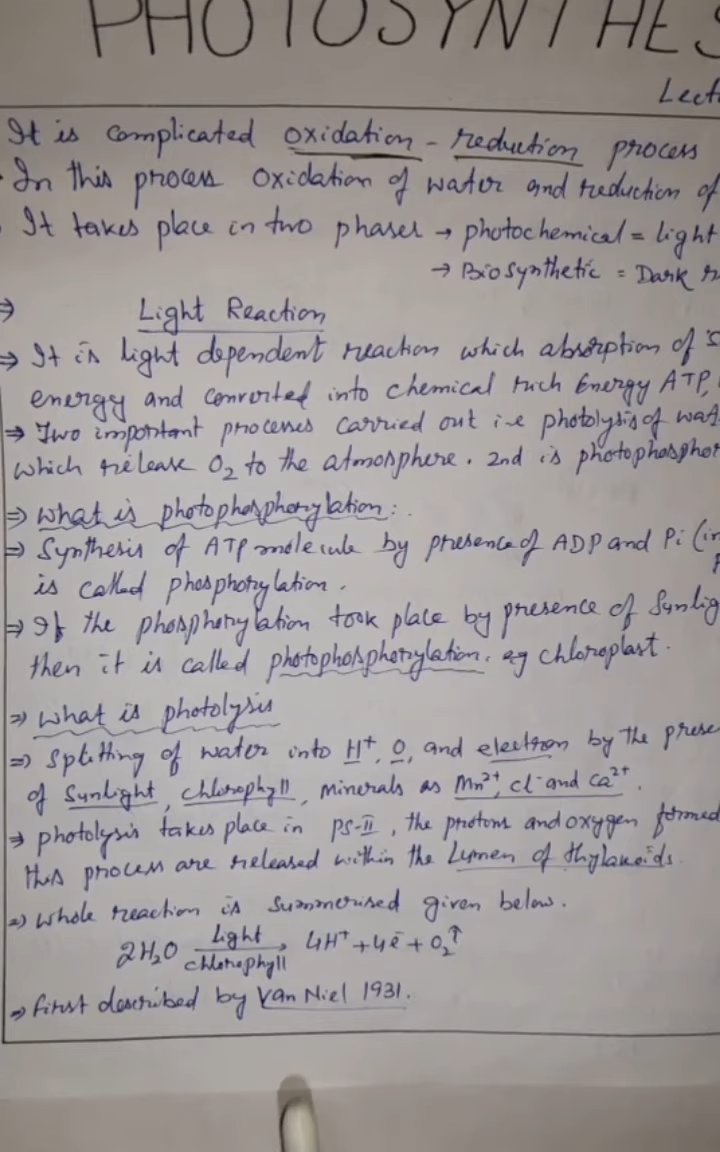 PHOTOSYNTHES
Lect
It is complicated oxidation - reduction process
In this process oxidation of water and reduction of
It takes place in two phases → photochemical = light
→ Biosynthetic = Dark r
⇒ Light Reaction
⇒ It is light dependent reaction which absorption of S
energy and converted into chemical rich Energy ATP,
⇒ Two important processes carried out i-e photolysis of wat
which release O₂ to the atmosphere. 2nd is photophosphor
⇒ what is photophosphorylation:.
⇒ Synthesis of ATP molecule by presence of ADP and Pi (in
is called phosphorylation.
⇒ If the phosphorylation took place by presence of Sunlig
then it is called photophosphorylation. eg chloroplast.
⇒ what is photolysis
⇒ Splitting of water into H⁺, O, and electron by the prese
of Sunlight, chlorophyll, minerals as Mn²⁺, Cl⁻ and Ca²⁺.
⇒ photolysis takes place in PS-II, the protons and oxygen formed
this process are released within the Lumen of thylakoids.
⇒ whole reaction is summerised given below.
2H₂O Light chlorophyll → 4H⁺ + 4e⁻ + O₂↑
⇒ first described by Van Niel 1931.